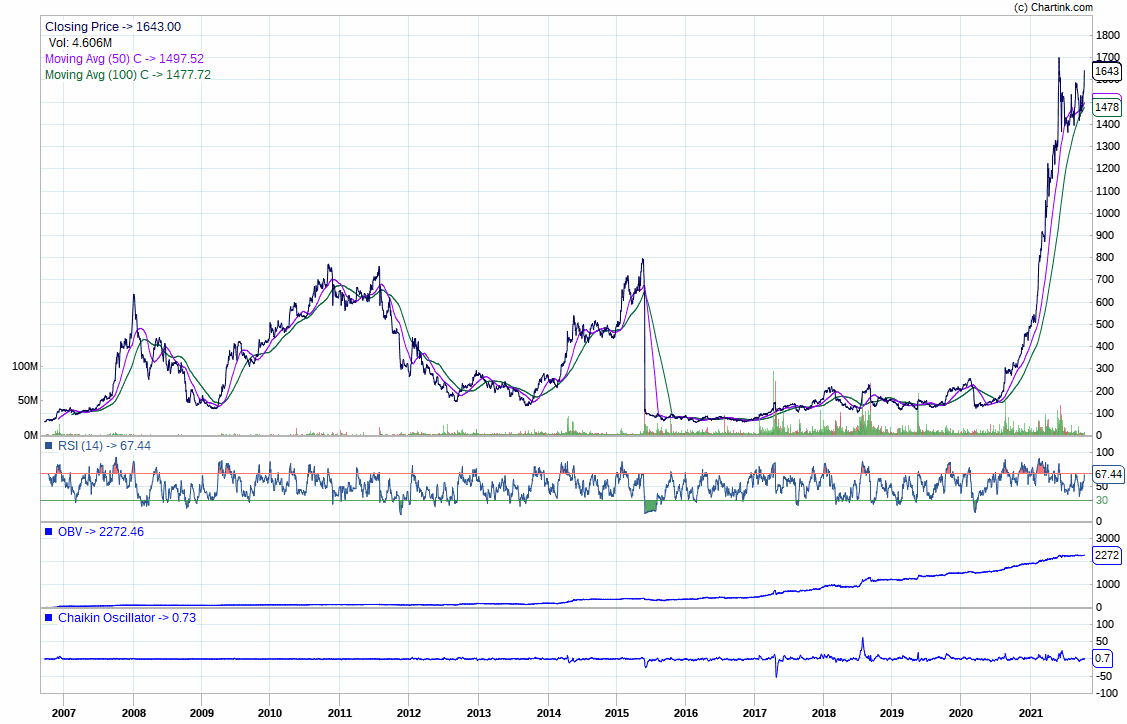 (c) Chartink.com
Closing Price -> 1643.00
Vol: 4.606M
Moving Avg (50) C -> 1497.52
Moving Avg (100) C -> 1477.72
1800
1700
1643
1478
1400
1300
1200
1100
1000
900
800
700
600
500
400
300
200
100
0
100M
50M
0M
RSI (14) -> 67.44
100
67.44
50
30
0
OBV -> 2272.46
3000
2272
1000
0
Chaikin Oscillator -> 0.73
100
50
0.7
-50
-100
2007 2008 2009 2010 2011 2012 2013 2014 2015 2016 2017 2018 2019 2020 2021